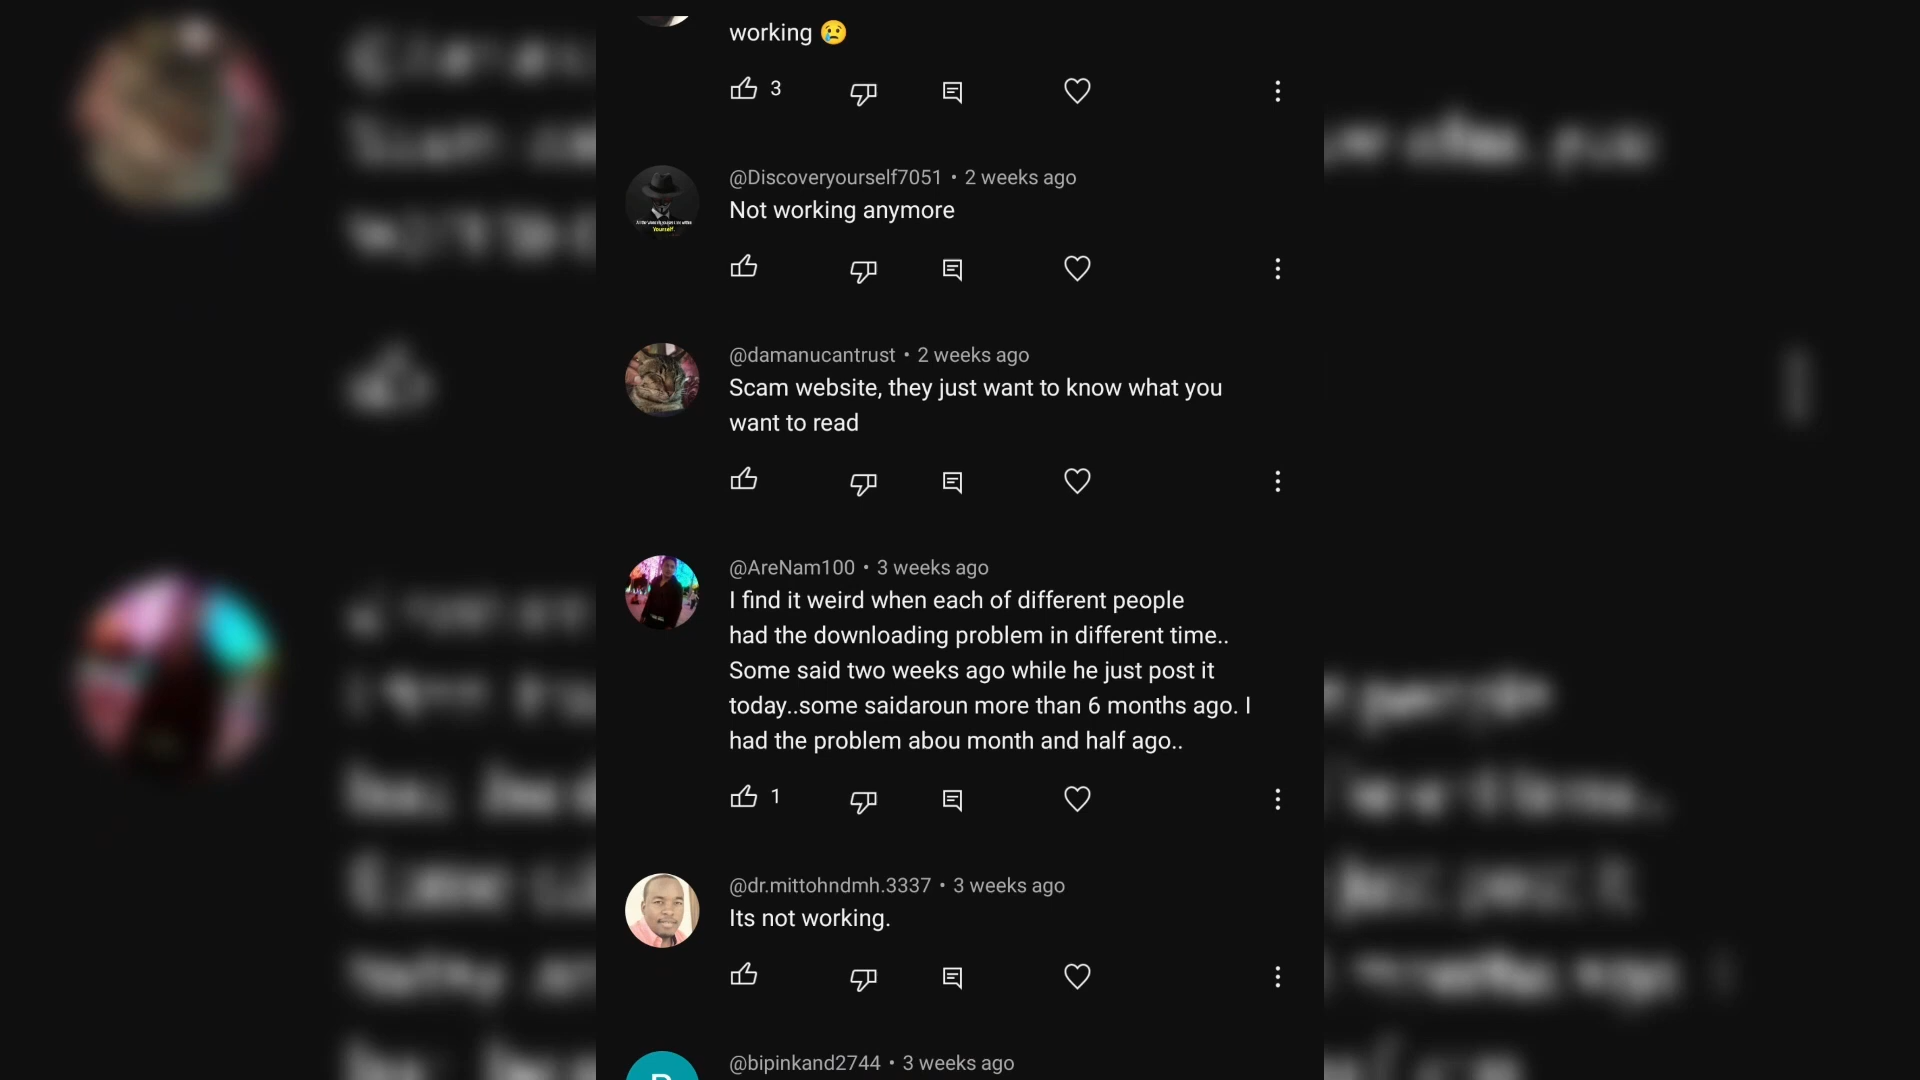 working 😢
3
@Discoveryourself7051 • 2 weeks ago
Not working anymore
Yourself.
@damanucantrust • 2 weeks ago
Scam website, they just want to know what you
want to read
@AreNam100 • 3 weeks ago
I find it weird when each of different people
had the downloading problem in different time..
Some said two weeks ago while he just post it
today..some saidaroun more than 6 months ago. I
had the problem abou month and half ago..
1
@dr.mittohndmh.3337 • 3 weeks ago
Its not working.
@bipinkand2744 • 3 weeks ago